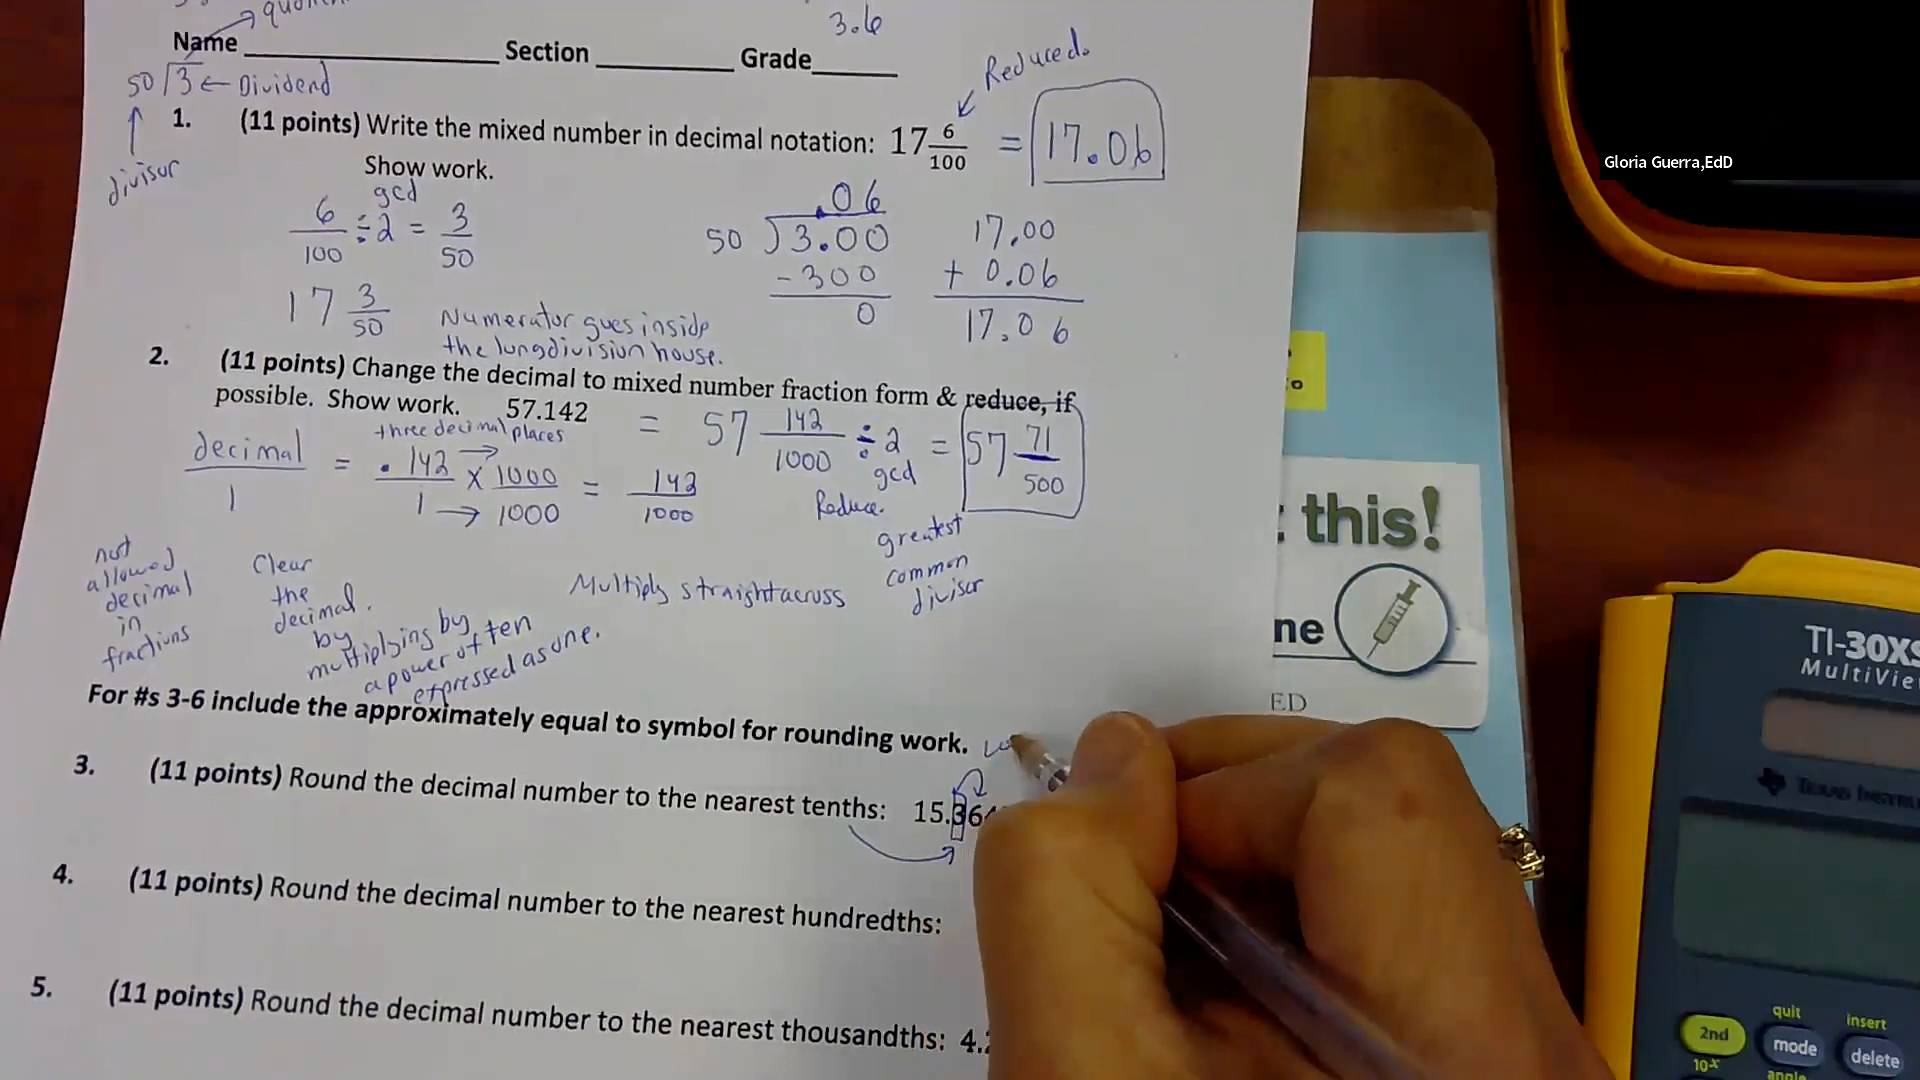 3.6
Name Section Grade
Reduced.
50 3 ← Dividend
divisor
1. (11 points) Write the mixed number in decimal notation: 17 6/100 = 17.06
Show work.
gcd
6/100 ÷ 2 = 3/50
.06
50 3.00
- 300
0
17.00
+ 0.06
17.06
17 3/50
Numerator goes inside
the long division house.
2. (11 points) Change the decimal to mixed number fraction form & reduce, if
possible. Show work. 57.142 = 57 142/1000 ÷ 2 = 57 71/500
three decimal places
gcd
Reduce.
decimal/1 = .142/1 x 1000/1000 = 142/1000
greatest
common
divisor
not
allowed
decimal
in
fractions
Clear
the
decimal.
by
multiplying by
a power of ten
expressed as one.
Multiply straight across
For #s 3-6 include the approximately equal to symbol for rounding work.
3. (11 points) Round the decimal number to the nearest tenths: 15.36
4. (11 points) Round the decimal number to the nearest hundredths:
5. (11 points) Round the decimal number to the nearest thousandths: 4.
Gloria Guerra,EdD
this!
ne
ED
TI-30XS
MultiView
TEXAS INSTRU
quit insert
2nd mode delete
10ˣ angle